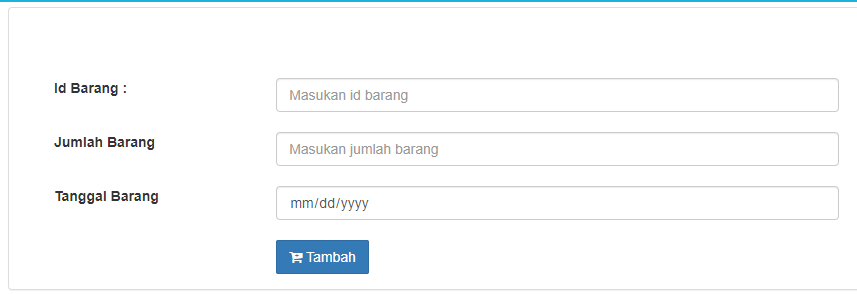 Id Barang :
Masukan id barang
Jumlah Barang
Masukan jumlah barang
Tanggal Barang
mm/dd/yyyy
Tambah